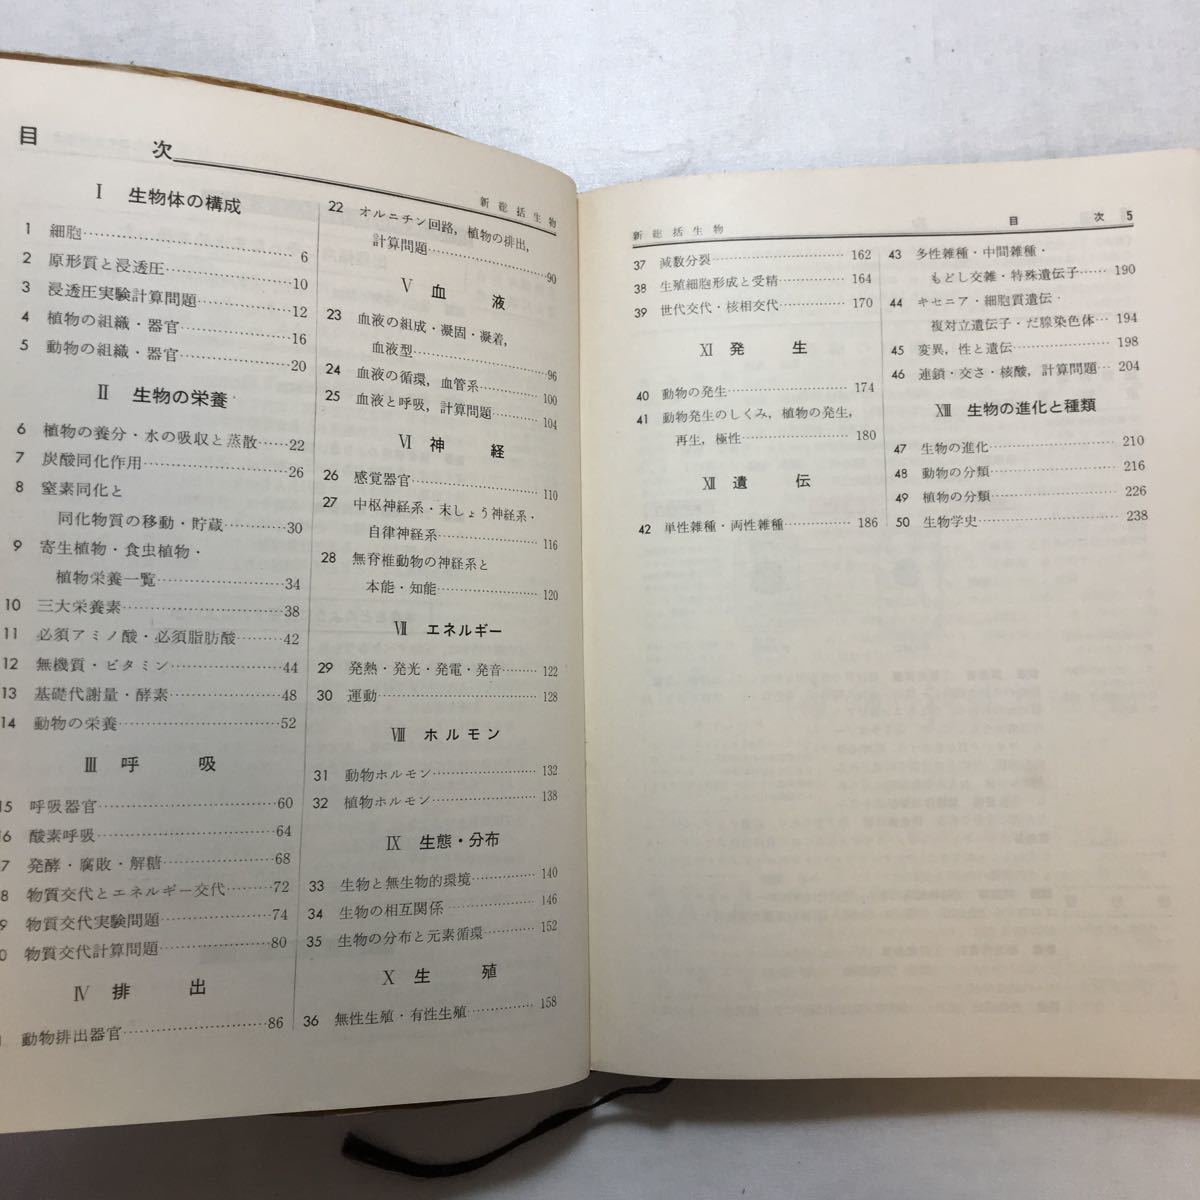 目　次
新総括生物
Ⅰ 生物体の構成
1 細胞…6
2 原形質と浸透圧…10
3 浸透圧実験計算問題…12
4 植物の組織・器官…16
5 動物の組織・器官…20
Ⅱ 生物の栄養
6 植物の養分・水の吸収と蒸散…22
7 炭酸同化作用…26
8 窒素同化と
同化物質の移動・貯蔵…30
9 寄生植物・食虫植物・
植物栄養一覧…34
10 三大栄養素…38
11 必須アミノ酸・必須脂肪酸…42
12 無機質・ビタミン…44
13 基礎代謝量・酵素…48
14 動物の栄養…52
Ⅲ 呼　吸
15 呼吸器官…60
16 酸素呼吸…64
7 発酵・腐敗・解糖…68
8 物質交代とエネルギー交代…72
9 物質交代実験問題…74
0 物質交代計算問題…80
Ⅳ 排　出
動物排出器官…86
22 オルニチン回路，植物の排出，
計算問題…90
Ⅴ 血　液
23 血液の組成・凝固・凝着，
血液型…96
24 血液の循環，血管系…100
25 血液と呼吸，計算問題…104
Ⅵ 神　経
26 感覚器官…110
27 中枢神経系・末しょう神経系・
自律神経系…116
28 無脊椎動物の神経系と
本能・知能…120
Ⅶ エネルギー
29 発熱・発光・発電・発音…122
30 運動…128
Ⅷ ホルモン
31 動物ホルモン…132
32 植物ホルモン…138
Ⅸ 生態・分布
33 生物と無生物的環境…140
34 生物の相互関係…146
35 生物の分布と元素循環…152
Ⅹ 生　殖
36 無性生殖・有性生殖…158
新総括生物
目　次 5
37 減数分裂…162
38 生殖細胞形成と受精…164
39 世代交代・核相交代…170
Ⅺ 発　生
40 動物の発生…174
41 動物発生のしくみ，植物の発生，
再生，極性…180
Ⅻ 遺　伝
42 単性雑種・両性雑種…186
43 多性雑種・中間雑種・
もどし交雑・特殊遺伝子…190
44 キセニア・細胞質遺伝・
複対立遺伝子・だ腺染色体…194
45 変異，性と遺伝…198
46 連鎖・交さ・核酸，計算問題…204
XIII 生物の進化と種類
47 生物の進化…210
48 動物の分類…216
49 植物の分類…226
50 生物学史…238